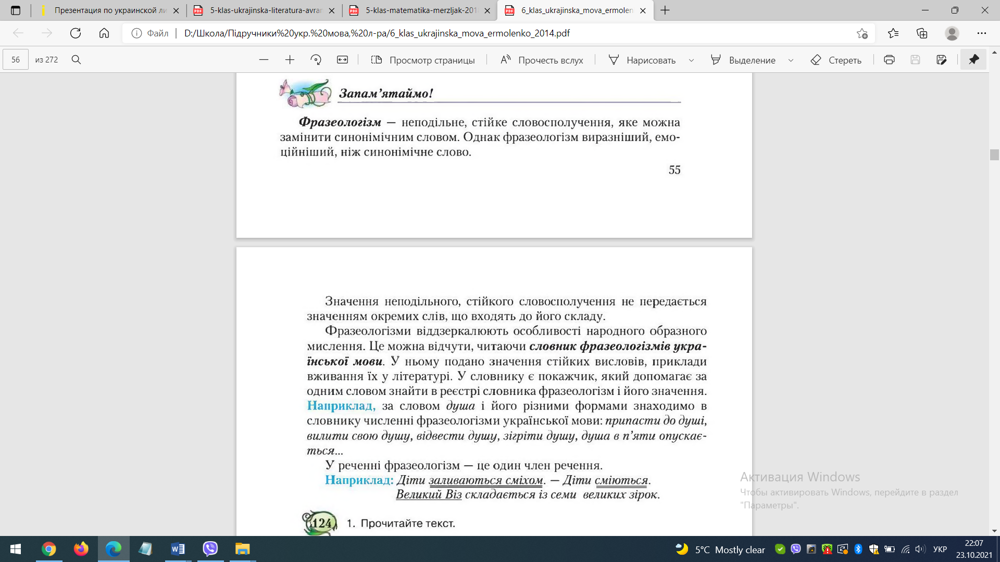 Презентация по украинской ли
5-klas-ukrajinska-literatura-avran
5-klas-matematika-merzljak-201
6_klas_ukrajinska_mova_ermolen
Файл
D:/Школа/Підручники%20укр.%20мова,%20л-ра/6_klas_ukrajinska_mova_ermolenko_2014.pdf
56 из 272
Просмотр страницы
Прочесть вслух
Нарисовать
Выделение
Стереть
Запам’ятаймо!
Фразеологізм — неподільне, стійке словосполучення, яке можна
замінити синонімічним словом. Однак фразеологізм виразніший, емо-
ційніший, ніж синонімічне слово.
55
Значення неподільного, стійкого словосполучення не передається
значенням окремих слів, що входять до його складу.
Фразеологізми віддзеркалюють особливості народного образного
мислення. Це можна відчути, читаючи словник фразеологізмів укра-
їнської мови. У ньому подано значення стійких висловів, приклади
вживання їх у літературі. У словнику є покажчик, який допомагає за
одним словом знайти в реєстрі словника фразеологізм і його значення.
Наприклад, за словом душа і його різними формами знаходимо в
словнику численні фразеологізми української мови: припасти до душі,
вилити свою душу, відвести душу, зігріти душу, душа в п’яти опускає-
ться...
У реченні фразеологізм — це один член речення.
Наприклад: Діти заливаються сміхом. — Діти сміються.
Великий Віз складається із семи великих зірок.
124 1. Прочитайте текст.
Активация Windows
Чтобы активировать Windows, перейдите в раздел
"Параметры".
5°C Mostly clear
УКР
22:07
23.10.2021